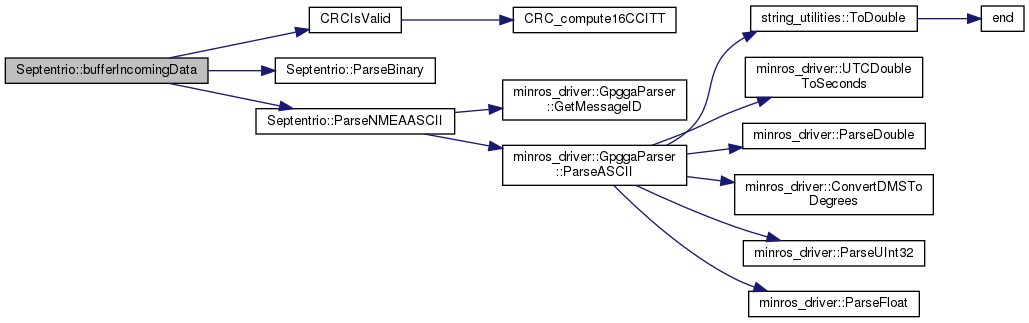 Septentrio::bufferIncomingData
CRCIsValid
CRC_compute16CCITT
Septentrio::ParseBinary
Septentrio::ParseNMEAASCII
minros_driver::GpggaParser
::GetMessageID
minros_driver::GpggaParser
::ParseASCII
string_utilities::ToDouble
end
minros_driver::UTCDouble
ToSeconds
minros_driver::ParseDouble
minros_driver::ConvertDMSTo
Degrees
minros_driver::ParseUInt32
minros_driver::ParseFloat